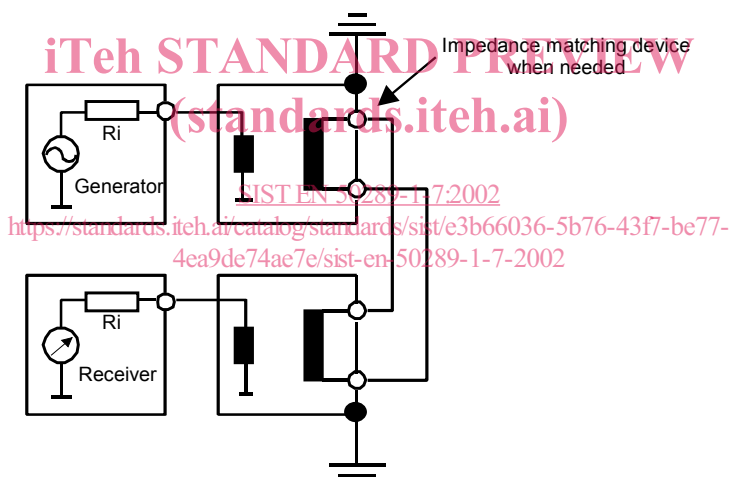 iTeh STANDARD PREVIEW
(standards.iteh.ai)
Impedance matching device
when needed
Ri
Generator
SIST EN 50289-1-7:2002
https://standards.iteh.ai/catalog/standards/sist/e3b66036-5b76-43f7-be77-
4ea9de74ae7e/sist-en-50289-1-7-2002
Ri
Receiver